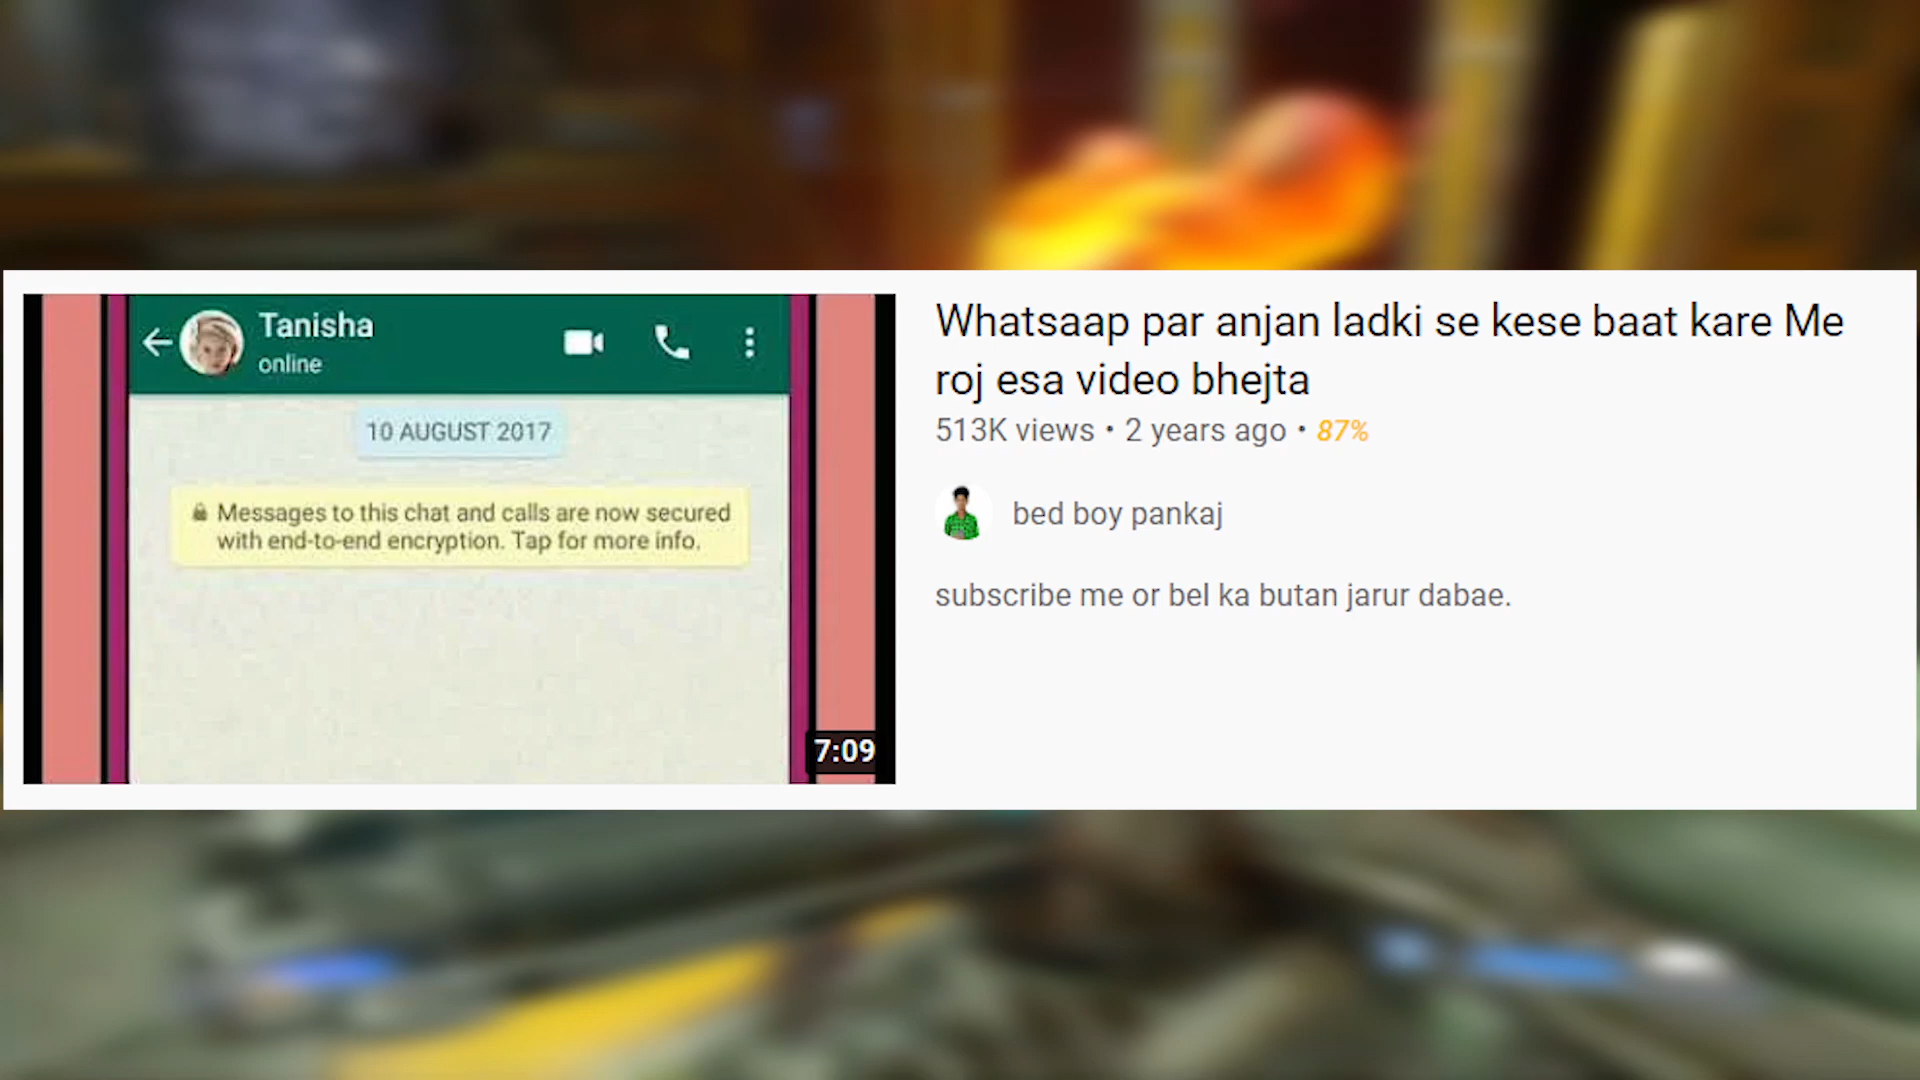 Tanisha
online
10 AUGUST 2017
Messages to this chat and calls are now secured
with end-to-end encryption. Tap for more info.
7:09
Whatsaap par anjan ladki se kese baat kare Me
roj esa video bhejta
513K views • 2 years ago • 87%
bed boy pankaj
subscribe me or bel ka butan jarur dabae.